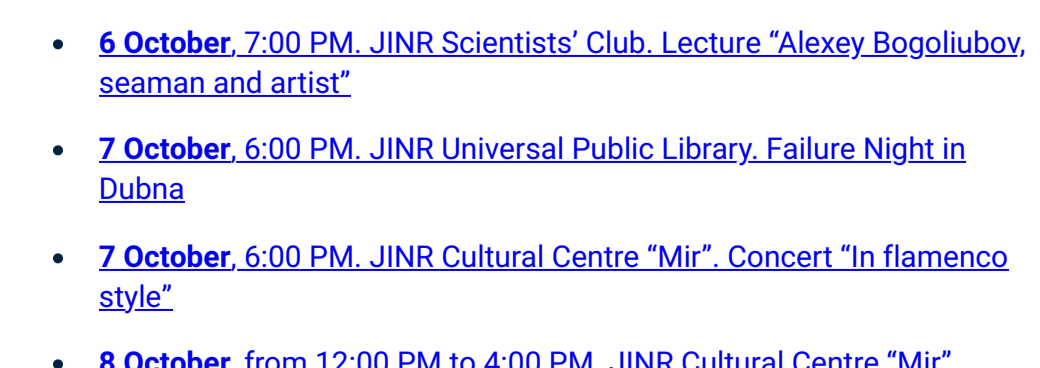 6 October, 7:00 PM. JINR Scientists’ Club. Lecture “Alexey Bogoliubov,
seaman and artist”
7 October, 6:00 PM. JINR Universal Public Library. Failure Night in
Dubna
7 October, 6:00 PM. JINR Cultural Centre “Mir”. Concert “In flamenco
style”
8 October, from 12:00 PM to 4:00 PM. JINR Cultural Centre “Mir”